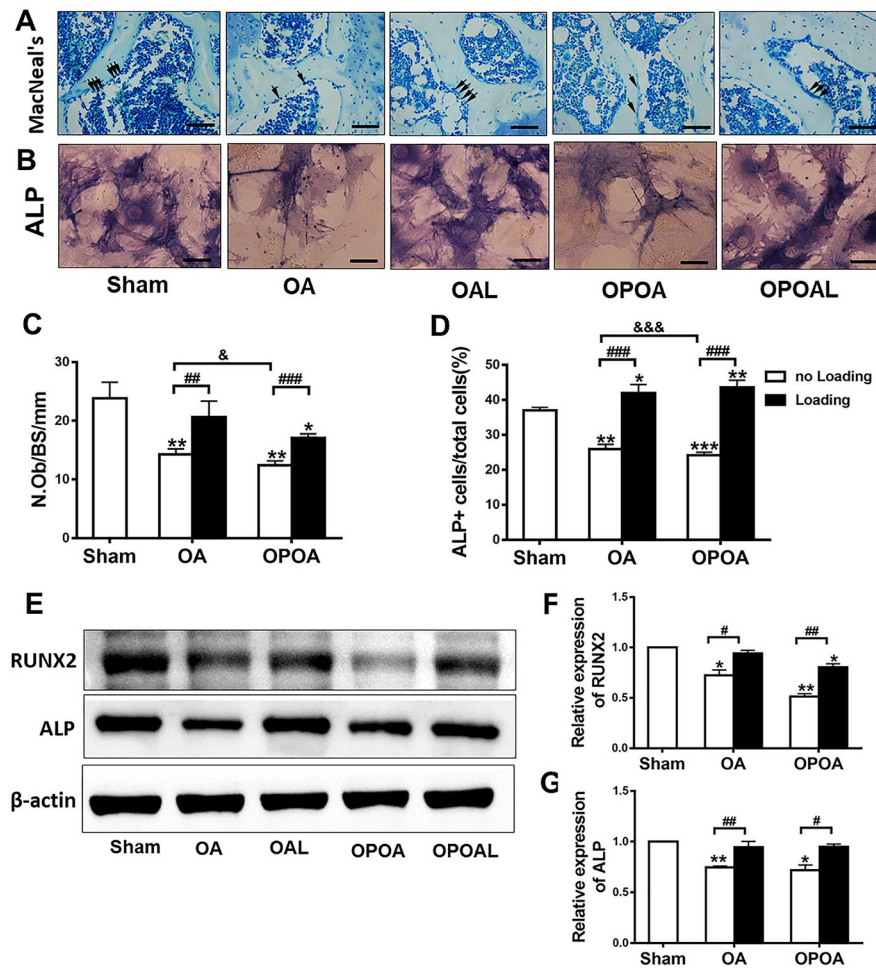 A
MacNeal's
B
ALP
Sham OA OAL OPOA OPOAL
C
N.Ob/BS/mm
30
20
10
0
&
## ###
** ** *
Sham OA OPOA
D
ALP+ cells/total cells(%)
50
40
30
20
10
0
&&&
### ###
** * *** **
Sham OA OPOA
no Loading
Loading
E
RUNX2
ALP
β-actin
Sham OA OAL OPOA OPOAL
F
Relative expression
of RUNX2
1.5
1.0
0.5
0.0
# ##
* ** *
Sham OA OPOA
G
Relative expression
of ALP
1.5
1.0
0.5
0.0
## #
** *
Sham OA OPOA